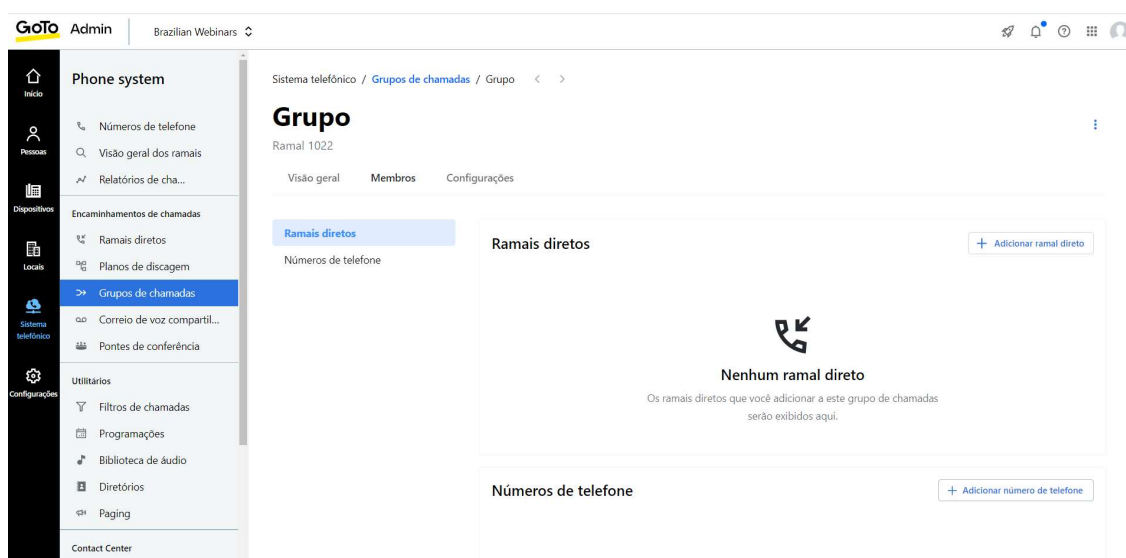 GoTo Admin Brazilian Webinars
Início
Pessoas
Dispositivos
Locais
Sistema
telefônico
Configurações
Phone system
Números de telefone
Visão geral dos ramais
Relatórios de cha...
Encaminhamentos de chamadas
Ramais diretos
Planos de discagem
Grupos de chamadas
Correio de voz compartil...
Pontes de conferência
Utilitários
Filtros de chamadas
Programações
Biblioteca de áudio
Diretórios
Paging
Contact Center
Sistema telefônico / Grupos de chamadas / Grupo < >
Grupo
Ramal 1022
Visão geral Membros Configurações
Ramais diretos
Números de telefone
Ramais diretos
+ Adicionar ramal direto
Nenhum ramal direto
Os ramais diretos que você adicionar a este grupo de chamadas
serão exibidos aqui.
Números de telefone
+ Adicionar número de telefone